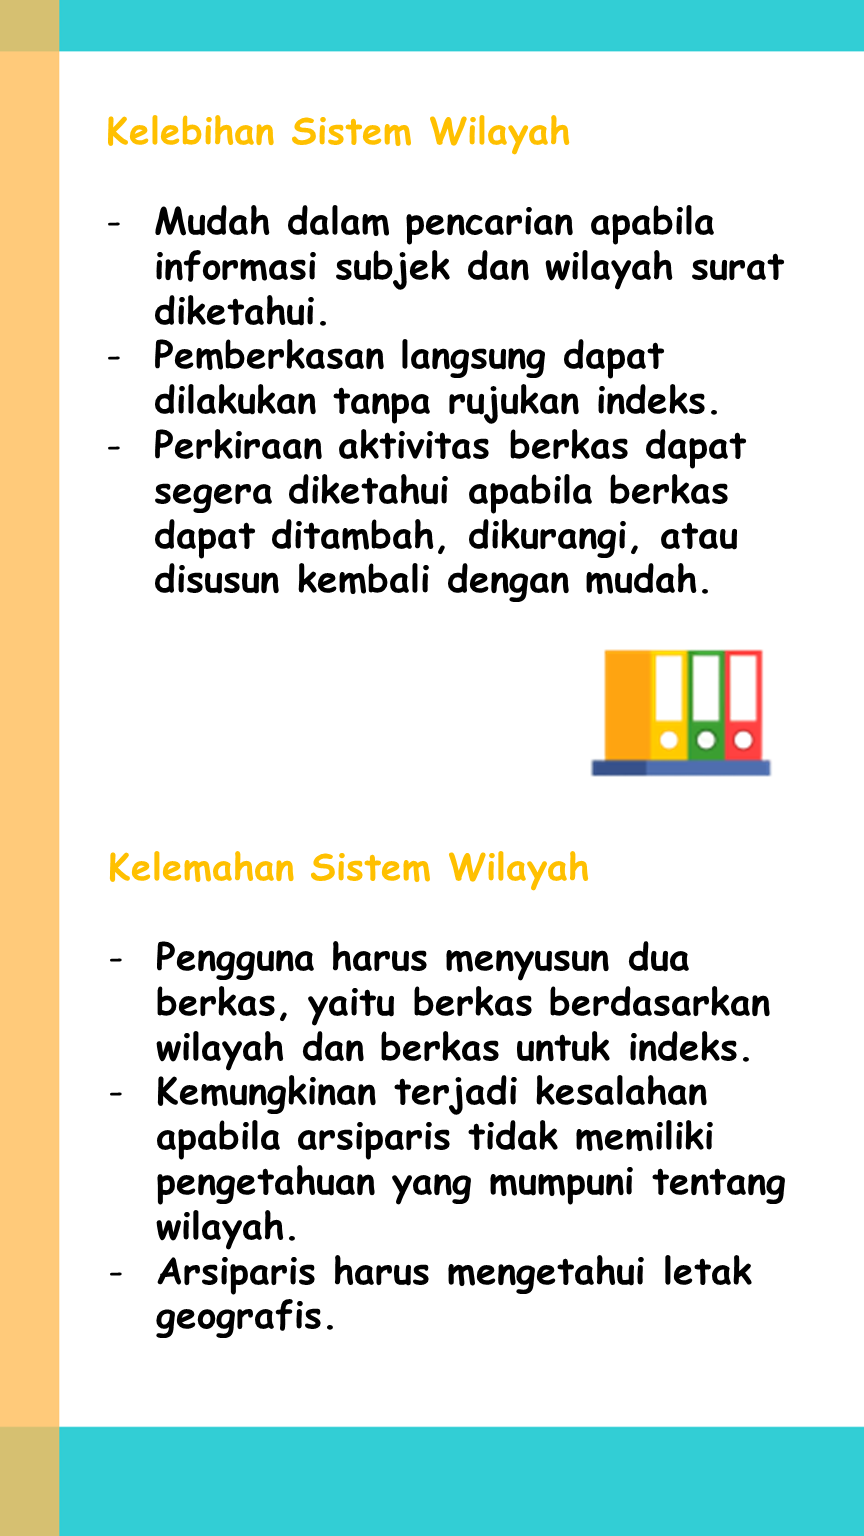 Kelebihan Sistem Wilayah
- Mudah dalam pencarian apabila
informasi subjek dan wilayah surat
diketahui.
- Pemberkasan langsung dapat
dilakukan tanpa rujukan indeks.
- Perkiraan aktivitas berkas dapat
segera diketahui apabila berkas
dapat ditambah, dikurangi, atau
disusun kembali dengan mudah.
Kelemahan Sistem Wilayah
- Pengguna harus menyusun dua
berkas, yaitu berkas berdasarkan
wilayah dan berkas untuk indeks.
- Kemungkinan terjadi kesalahan
apabila arsiparis tidak memiliki
pengetahuan yang mumpuni tentang
wilayah.
- Arsiparis harus mengetahui letak
geografis.